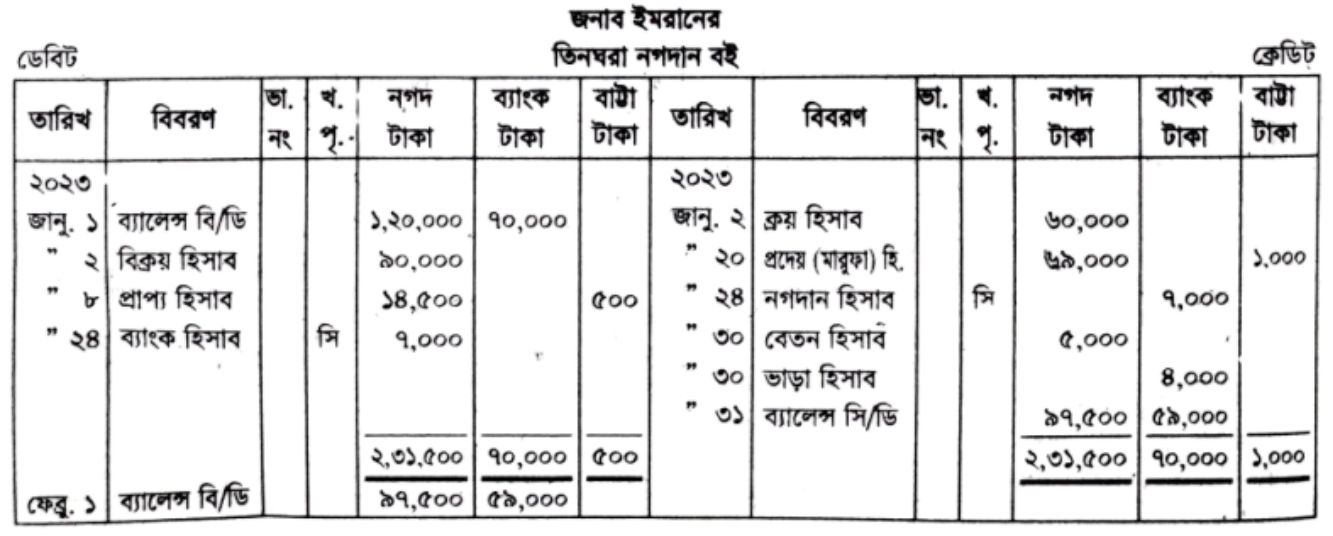 জনাব ইমরানের
ডেবিট তিনঘরা নগদান বই ক্রেডিট
তারিখ বিবরণ ভা. নং খ. পৃ. নগদ টাকা ব্যাংক টাকা বাট্টা টাকা তারিখ বিবরণ ভা. নং খ. পৃ. নগদ টাকা ব্যাংক টাকা বাট্টা টাকা
২০২৩ ২০২৩
জানু. ১ ব্যালেন্স বি/ডি ১,২০,০০০ ৭০,০০০ জানু. ২ ক্রয় হিসাব ৬০,০০০
" ২ বিক্রয় হিসাব ৯০,০০০ " ২০ প্রদেয় (মারুফা) হি. ৬৯,০০০ ১,০০০
" ৮ প্রাপ্য হিসাব ১৪,৫০০ ৫০০ " ২৪ নগদান হিসাব সি ৭,০০০
" ২৪ ব্যাংক হিসাব সি ৭,০০০ " ৩০ বেতন হিসাব ৫,০০০
" ৩০ ভাড়া হিসাব ৪,০০০
" ৩১ ব্যালেন্স সি/ডি ৯৭,৫০০ ৫৯,০০০
২,৩১,৫০০ ৭০,০০০ ৫০০ ২,৩১,৫০০ ৭০,০০০ ১,০০০
ফেব্রু. ১ ব্যালেন্স বি/ডি ৯৭,৫০০ ৫৯,০০০